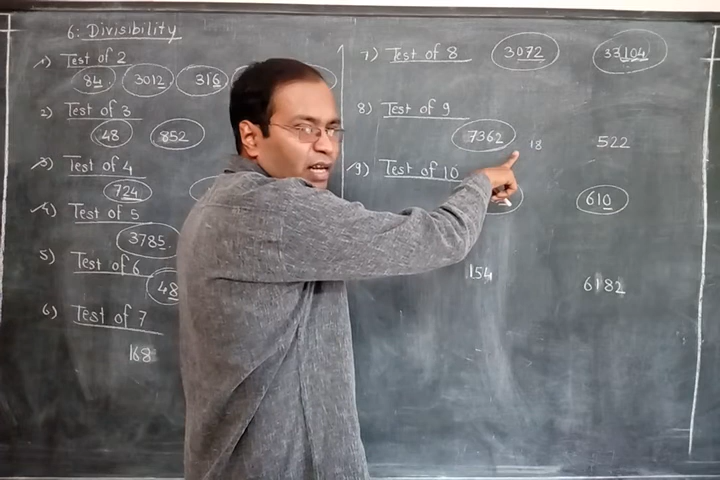 6: Divisibility
1) Test of 2
84 3012 316
2) Test of 3
48 852
3) Test of 4
724
4) Test of 5
3785
5) Test of 6
48
6) Test of 7
168
7) Test of 8 3072 33104
8) Test of 9
7362 18 522
9) Test of 10
610
154 6182